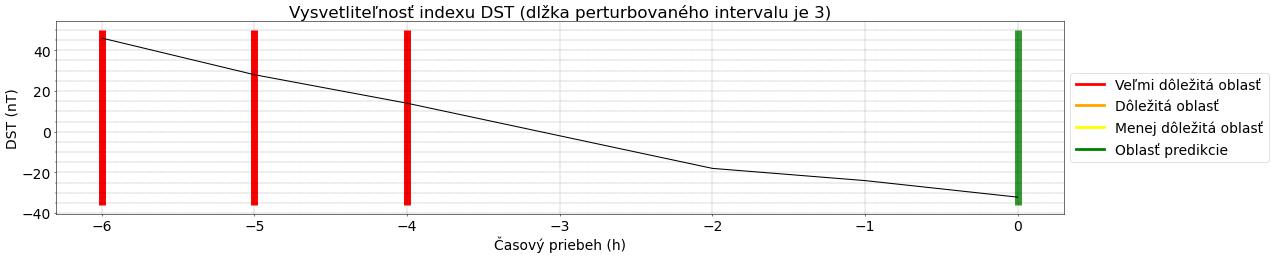 Vysvetliteľnosť indexu DST (dĺžka perturbovaného intervalu je 3)
DST (nT)
40
20
0
−20
−40
−6 −5 −4 −3 −2 −1 0
Časový priebeh (h)
Veľmi dôležitá oblasť
Dôležitá oblasť
Menej dôležitá oblasť
Oblasť predikcie